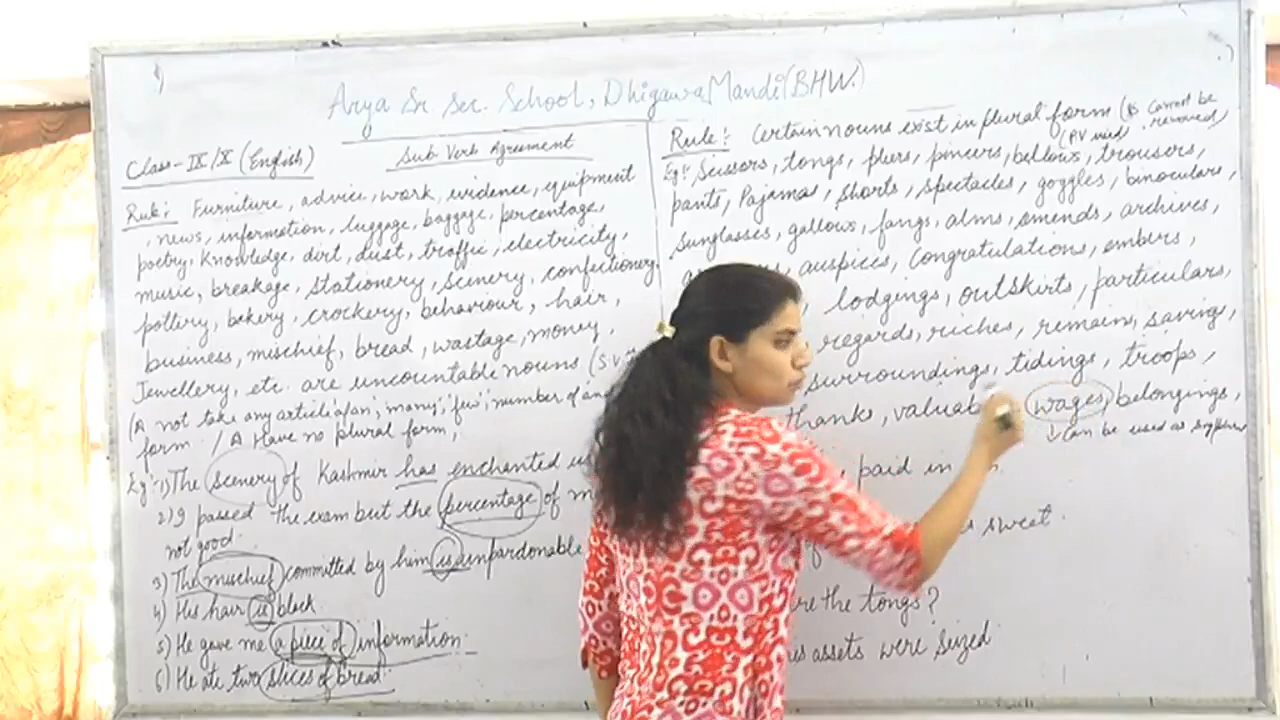 Arya Sr Sec. School, Dhigawa Mandi (BHW.)
Class - IX/X (English)
Sub Verb Agreement
Rule:- Furniture, advice, work, evidence, equipment
, news, information, luggage, baggage, percentage,
poetry, knowledge, dirt, dust, traffic, electricity,
music, breakage, stationery, scenery, confectionery,
pottery, bakery, crockery, behaviour, hair,
business, mischief, bread, wastage, money,
Jewellery, etc. are uncountable nouns (S.V
(A not take any article a/an, many, few, number of
form / A Have no plural form,
Eg:- 1) The scenery of Kashmir has enchanted
2) I passed the exam but the percentage of
not good.
3) The mischief committed by him is unpardonable
4) His hair is black.
5) He gave me a piece of information.
6) He ate two slices of bread.
Rule:- Certain nouns exist in plural form (S cannot be
(PV used) removed)
Eg:- Scissors, tongs, pliers, pincers, bellows, trousers,
pants, Pajamas, shorts, spectacles, goggles, binoculars,
sunglasses, gallows, fangs, alms, amends, archives,
auspices, Congratulations, embers,
lodgings, outskirts, particulars,
regards, riches, remains, savings,
surroundings, tidings, troops,
thanks, wages, belongings,
↓ Can be used as
paid in
sweet.
the tongs?
assets were seized